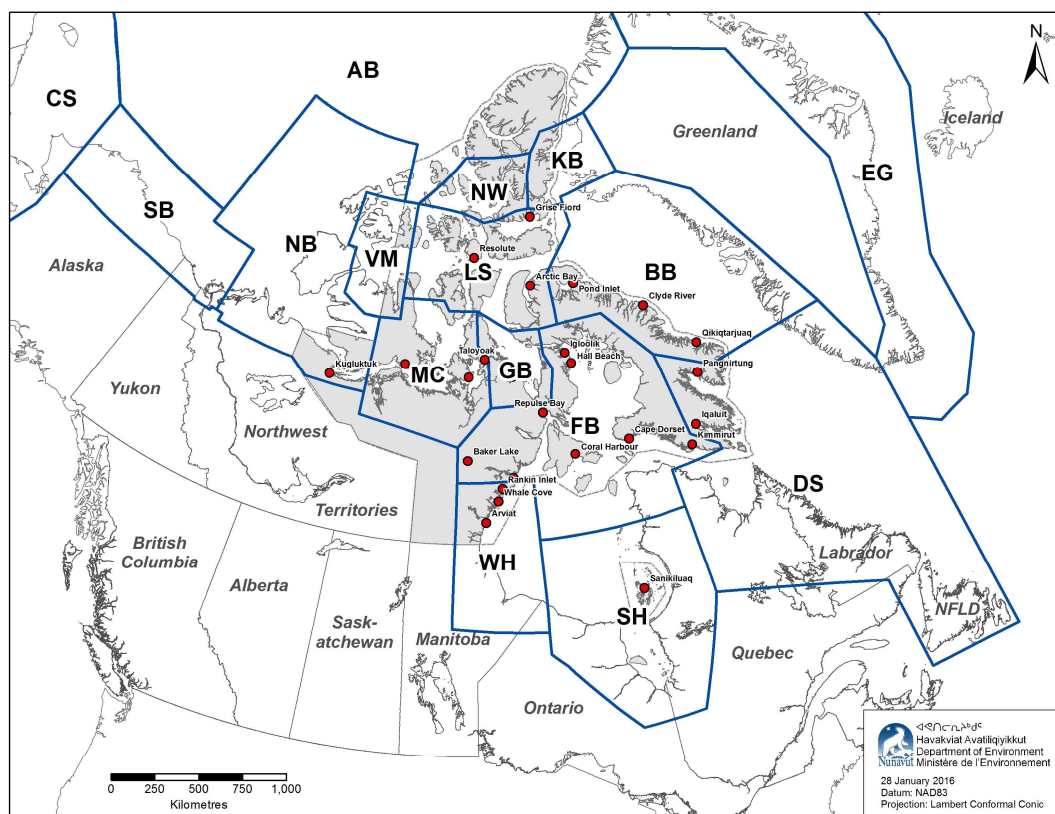 N
AB
CS
Iceland
Greenland
KB
EG
NW
SB
Grise Fiord
NB
VM
Resolute
BB
Alaska
LS
Arctic Bay
Pond Inlet
Clyde River
Qikiqtarjuaq
Igloolik
Taloyoak
Hall Beach
Kugluktuk
MC
GB
Pangnirtung
Yukon
Repulse Bay
FB
Iqaluit
Northwest
Cape Dorset
Kimmirut
Baker Lake
Coral Harbour
Rankin Inlet
DS
Whale Cove
Territories
Arviat
British
Columbia
WH
Labrador
Alberta
Sanikiluaq
NFLD
SH
Sask-
atchewan
Manitoba
Quebec
Ontario
0 250 500 750 1,000
Kilometres
Nunavut
Havakviat Avatiliqiyikkut
Department of Environment
Ministère de l'Environnement
28 January 2016
Datum: NAD83
Projection: Lambert Conformal Conic